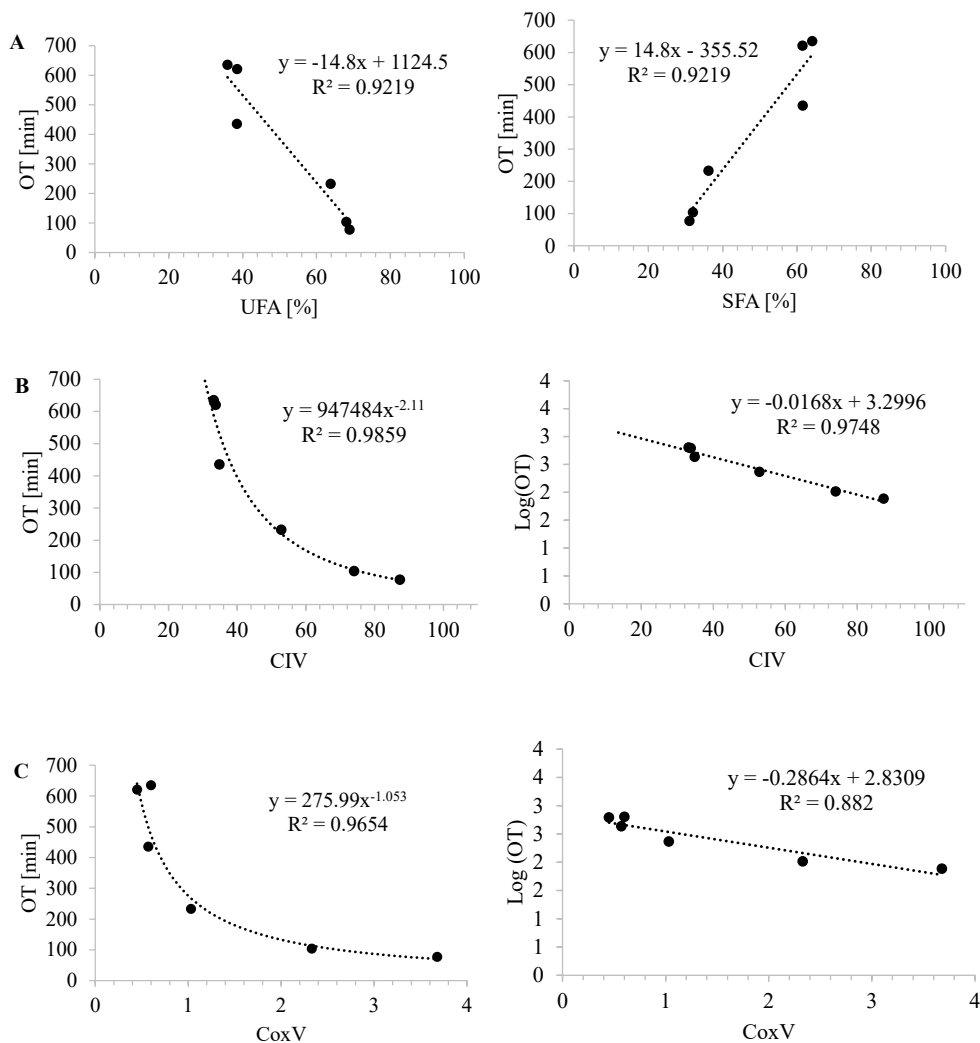 A
700
600
500
400
300
200
100
0
OT [min]
y = -14.8x + 1124.5
R² = 0.9219
0 20 40 60 80 100
UFA [%]
700
600
500
400
300
200
100
0
OT [min]
y = 14.8x - 355.52
R² = 0.9219
0 20 40 60 80 100
SFA [%]
B
700
600
500
400
300
200
100
0
OT [min]
y = 947484x⁻²·¹¹
R² = 0.9859
0 20 40 60 80 100
CIV
4
4
3
3
2
2
1
1
0
Log(OT)
y = -0.0168x + 3.2996
R² = 0.9748
0 20 40 60 80 100
CIV
C
700
600
500
400
300
200
100
0
OT [min]
y = 275.99x⁻¹·⁰⁵³
R² = 0.9654
0 1 2 3 4
CoxV
4
4
3
3
2
2
1
1
0
Log (OT)
y = -0.2864x + 2.8309
R² = 0.882
0 1 2 3 4
CoxV